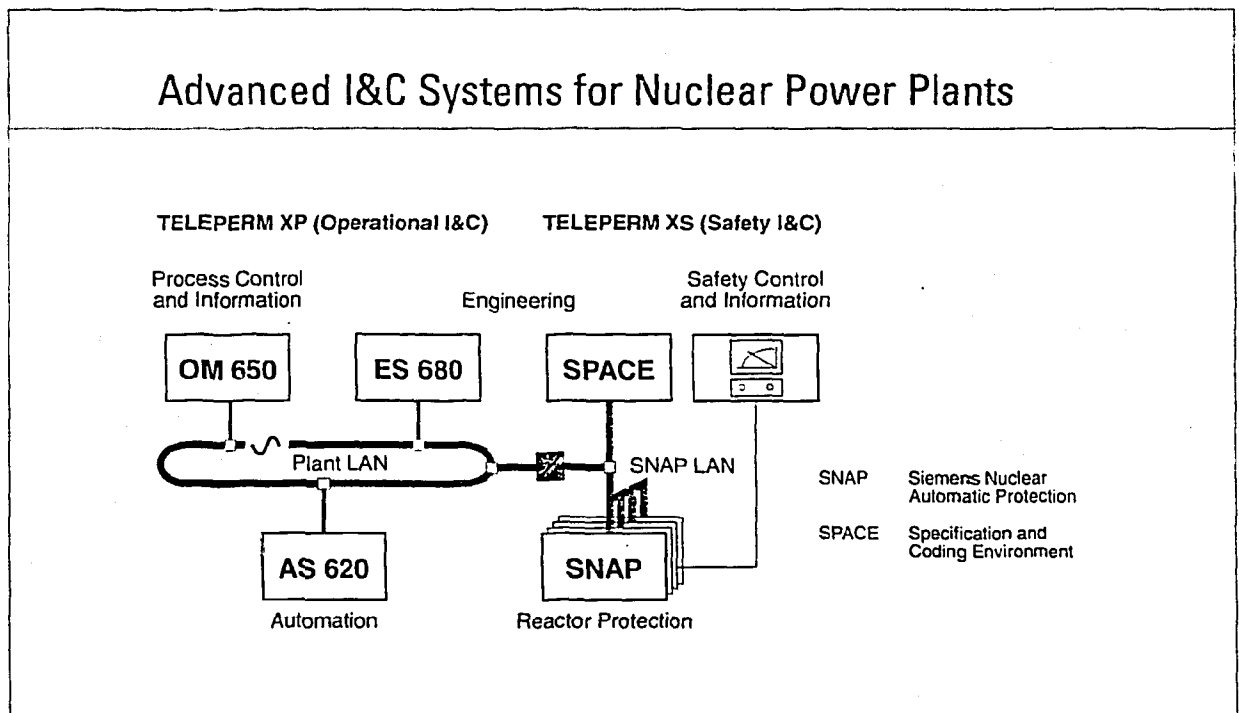 Advanced I&C Systems for Nuclear Power Plants
TELEPERM XP (Operational I&C)
TELEPERM XS (Safety I&C)
Process Control
and Information
Engineering
Safety Control
and Information
OM 650
ES 680
SPACE
Plant LAN
SNAP LAN
AS 620
SNAP
Automation
Reactor Protection
SNAP Siemens Nuclear
Automatic Protection
SPACE Specification and
Coding Environment